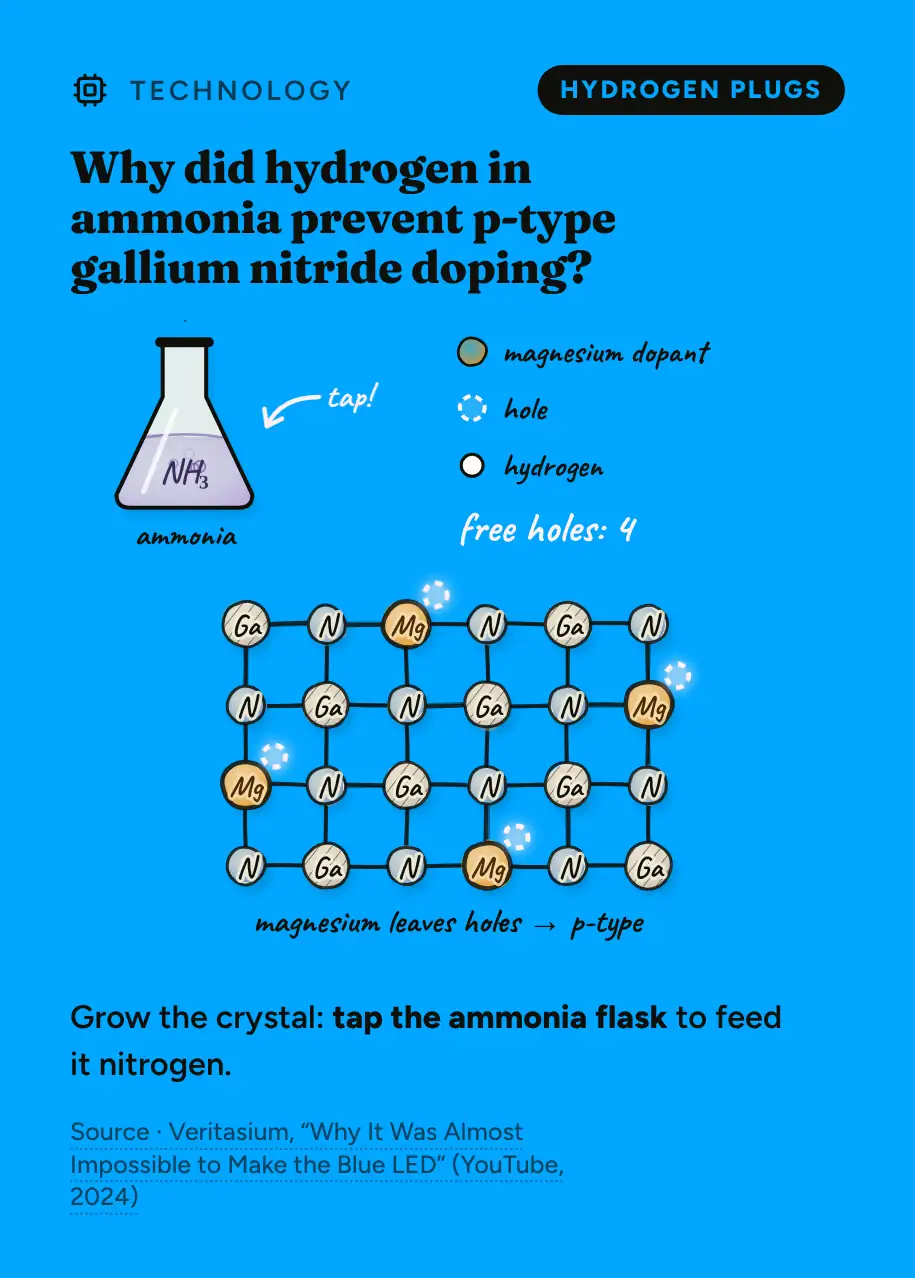 TECHNOLOGY
HYDROGEN PLUGS
Why did hydrogen in
ammonia prevent p-type
gallium nitride doping?
tap!
NH3
ammonia
magnesium dopant
hole
hydrogen
free holes: 4
Ga N Mg N Ga N
N Ga N Ga N Mg
Mg N Ga N Ga N
N Ga N Mg N Ga
magnesium leaves holes → p-type
Grow the crystal: tap the ammonia flask to feed
it nitrogen.
Source · Veritasium, “Why It Was Almost
Impossible to Make the Blue LED” (YouTube,
2024)